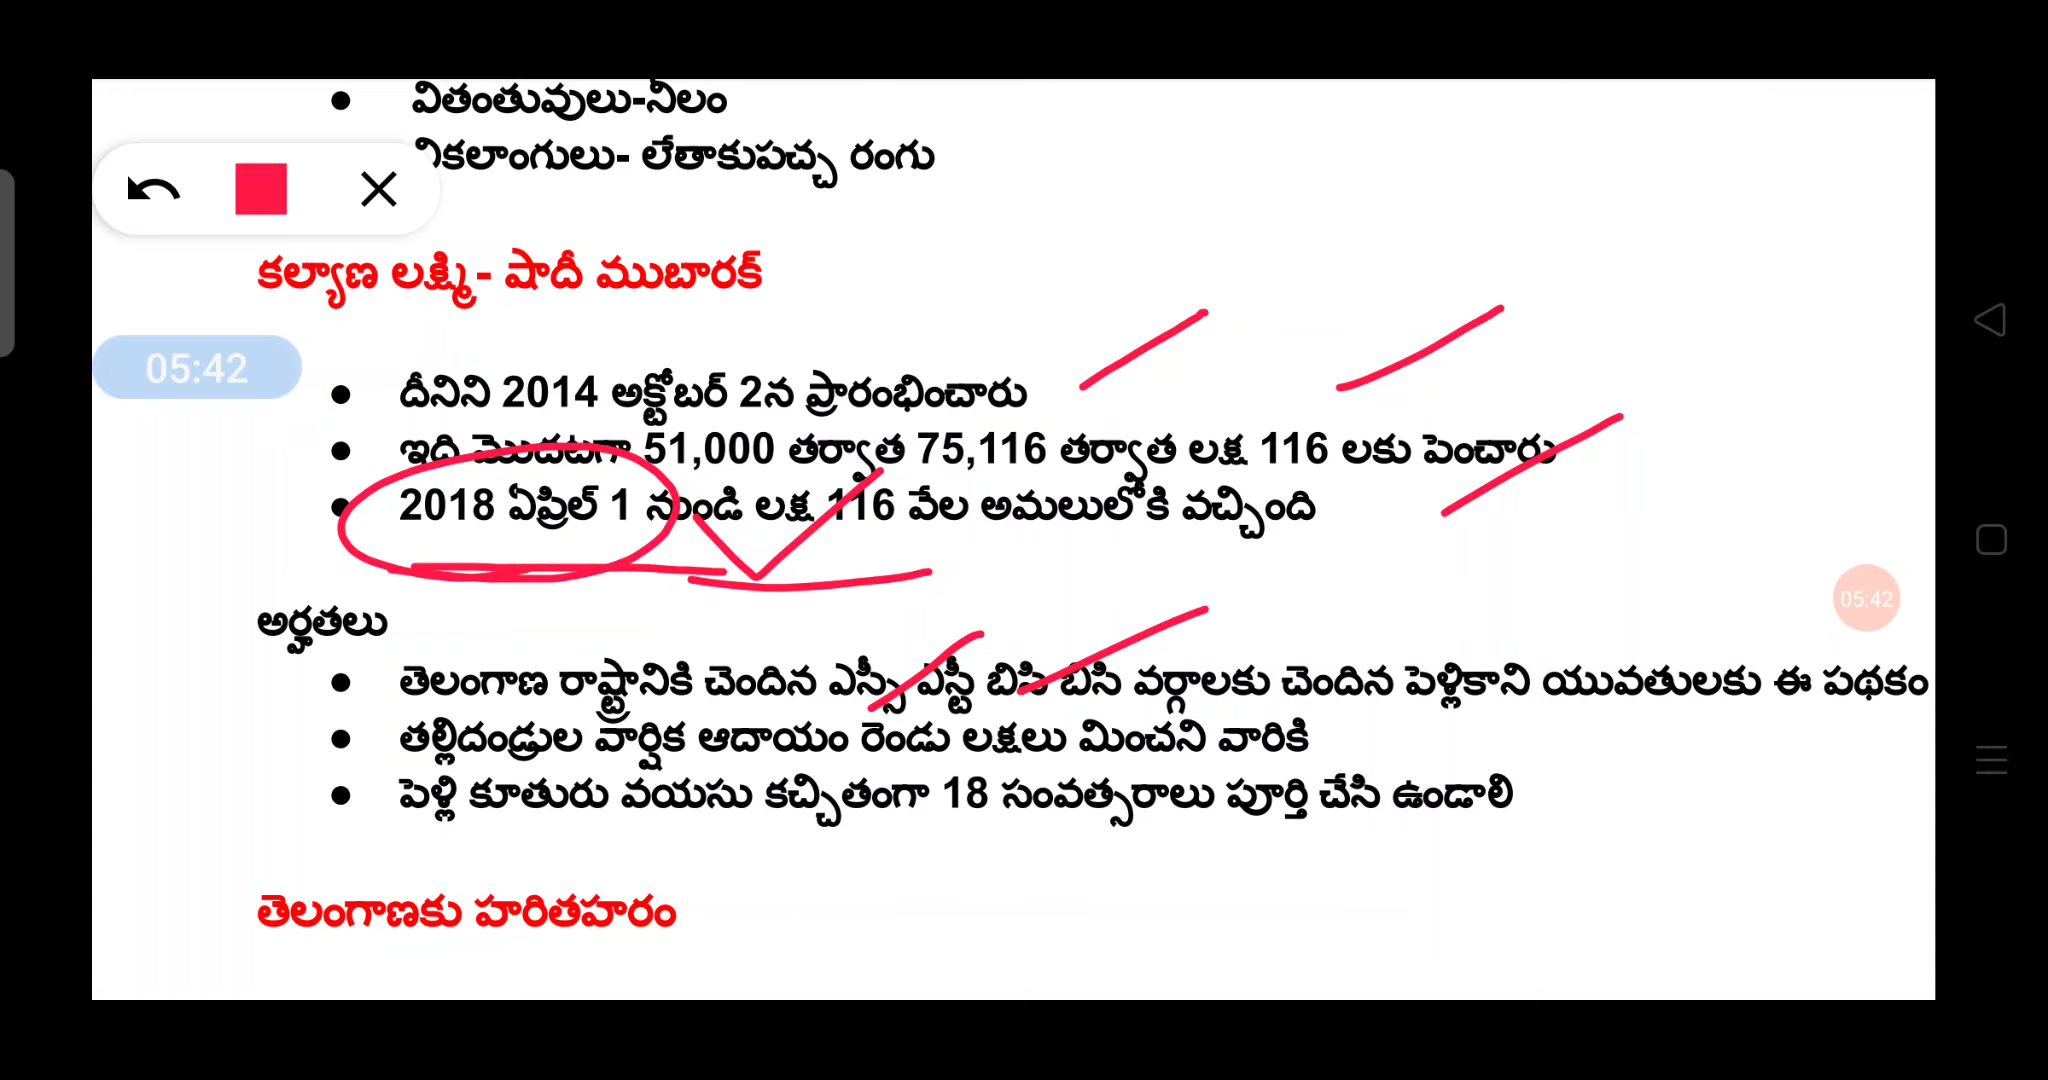 వితంతువులు-నీలం
వికలాంగులు- లేతాకుపచ్చ రంగు
కల్యాణ లక్ష్మి- షాదీ ముబారక్
05:42
దీనిని 2014 అక్టోబర్ 2న ప్రారంభించారు
ఇది మొదటగా 51,000 తర్వాత 75,116 తర్వాత లక్ష 116 లకు పెంచారు
2018 ఏప్రిల్ 1 నుండి లక్ష 116 వేల అమలులోకి వచ్చింది
05:42
అర్హతలు
తెలంగాణ రాష్ట్రానికి చెందిన ఎస్సీ ఎస్టీ బిసి బీసి వర్గాలకు చెందిన పెళ్లికాని యువతులకు ఈ పథకం
తల్లిదండ్రుల వార్షిక ఆదాయం రెండు లక్షలు మించని వారికి
పెళ్లి కూతురు వయసు కచ్చితంగా 18 సంవత్సరాలు పూర్తి చేసి ఉండాలి
తెలంగాణకు హరితహారం